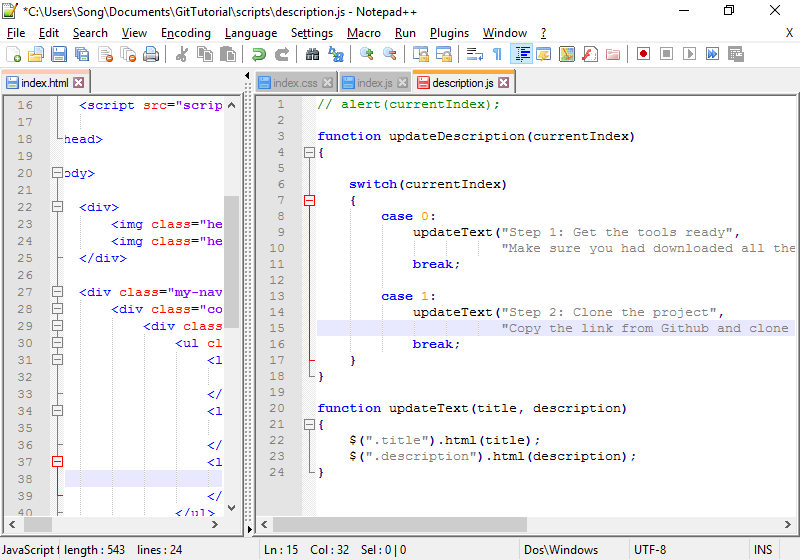 *C:\Users\Song\Documents\GitTutorial\scripts\description.js - Notepad++
File Edit Search View Encoding Language Settings Macro Run Plugins Window ? X
index.html
index.css index.js description.js
16 <script src="scrip
17
18 head>
19
20 ody>
21
22 <div>
23 <img class="he
24 <img class="he
25 </div>
26
27 <div class="my-nav
28 <div class="co
29 <div class
30 <ul cl
31 <l
32
33 </
34 <l
35
36 </
37 <l
38
39 </
40 </ul>
1 // alert(currentIndex);
2
3 function updateDescription(currentIndex)
4 {
5
6 switch(currentIndex)
7 {
8 case 0:
9 updateText("Step 1: Get the tools ready",
10 "Make sure you had downloaded all the
11 break;
12
13 case 1:
14 updateText("Step 2: Clone the project",
15 "Copy the link from Github and clone
16 break;
17 }
18 }
19
20 function updateText(title, description)
21 {
22 $(".title").html(title);
23 $(".description").html(description);
24 }
JavaScript f length : 543 lines : 24 Ln : 15 Col : 32 Sel : 0 | 0 Dos\Windows UTF-8 INS